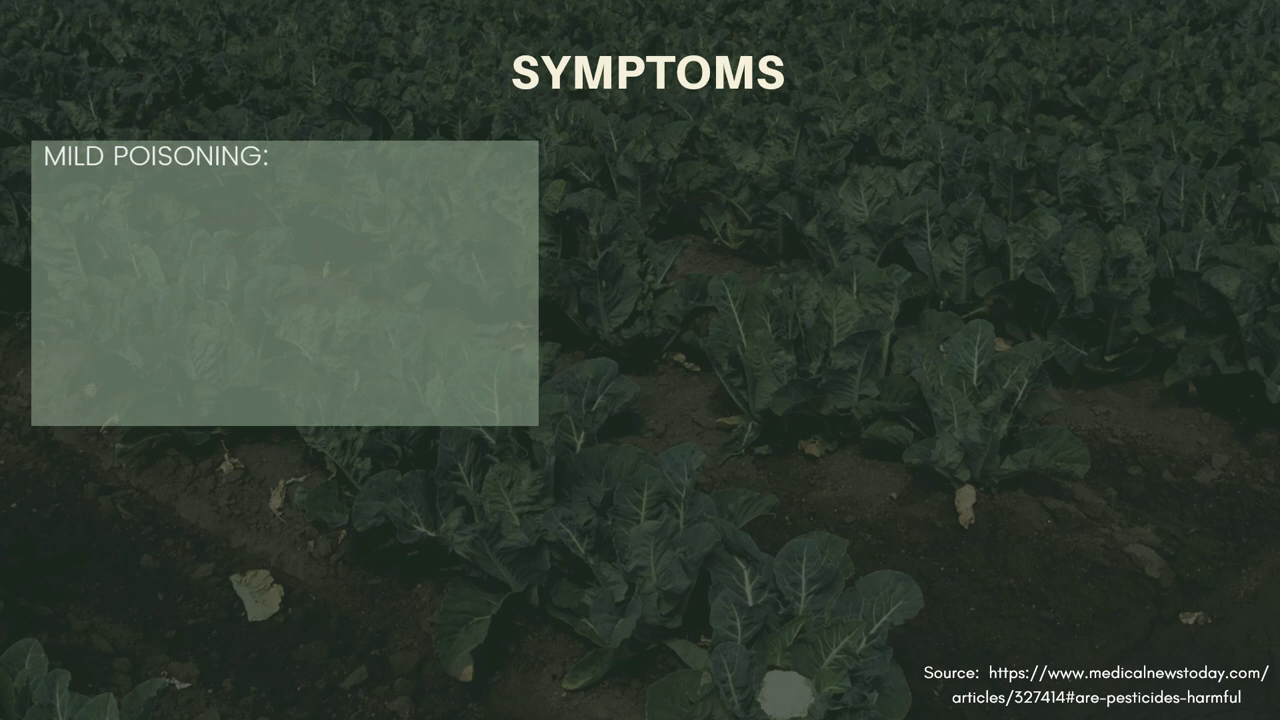 SYMPTOMS
MILD POISONING:
Source: https://www.medicalnewstoday.com/
articles/327414#are-pesticides-harmful